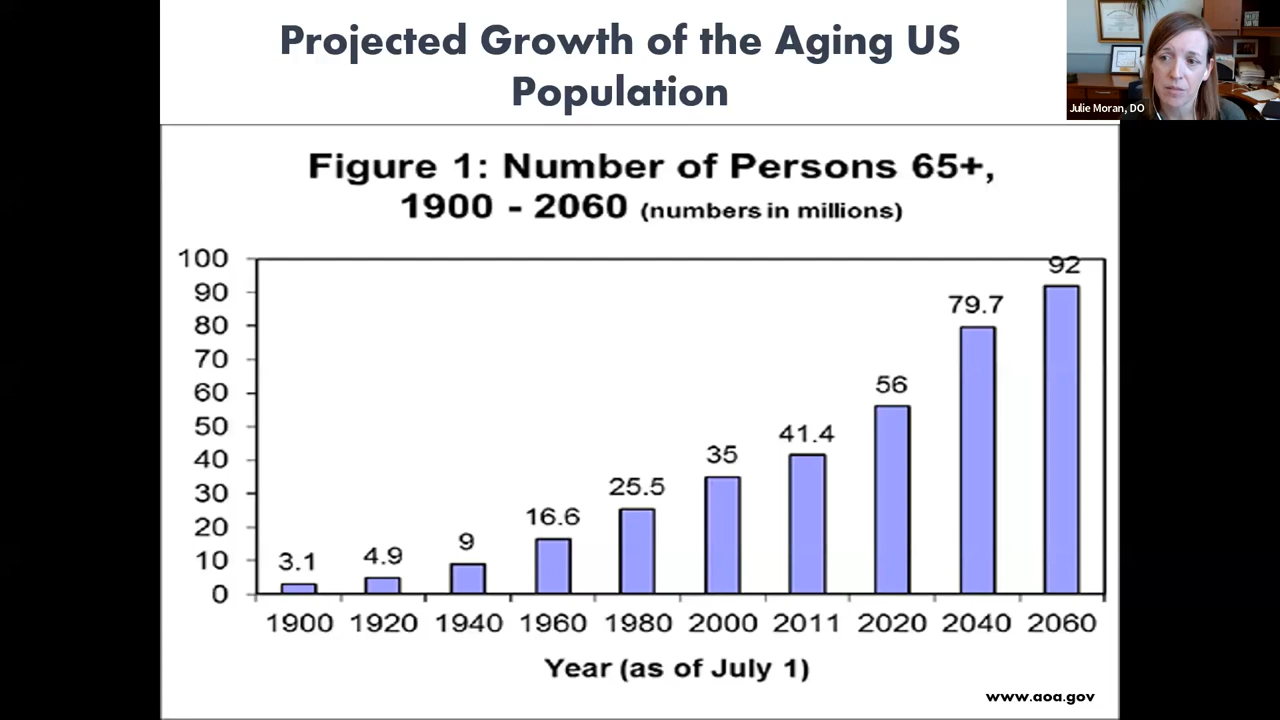 Projected Growth of the Aging US
Population
Julie Moran, DO
Figure 1: Number of Persons 65+,
1900 - 2060 (numbers in millions)
100
90
80
70
60
50
40
30
20
10
0
3.1
4.9
9
16.6
25.5
35
41.4
56
79.7
92
1900 1920 1940 1960 1980 2000 2011 2020 2040 2060
Year (as of July 1)
www.aoa.gov